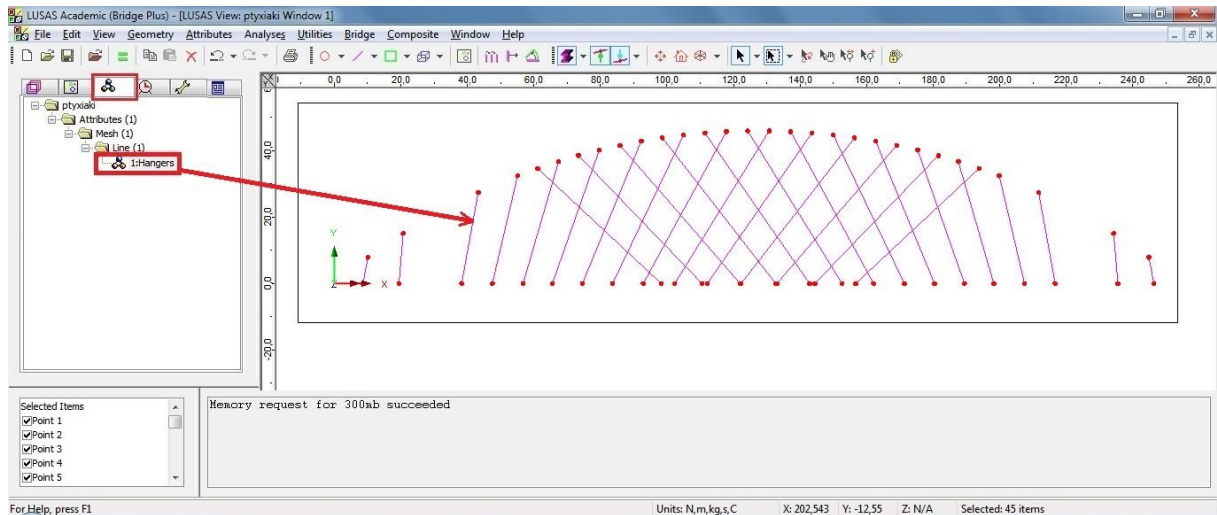 LUSAS Academic (Bridge Plus) - [LUSAS View: ptyxiaki Window 1]
File Edit View Geometry Attributes Analyses Utilities Bridge Composite Window Help
X
0,0 20,0 40,0 60,0 80,0 100,0 120,0 140,0 160,0 180,0 200,0 220,0 240,0 260,0
ptyxiaki
Attributes (1)
Mesh (1)
Line (1)
1:Hangers
40,0
20,0
0,0
-20,0
Y
Z
X
Selected Items
Point 1
Point 2
Point 3
Point 4
Point 5
Memory request for 300mb succeeded
For Help, press F1 Units: N,m,kg,s,C X: 202,543 Y: -12,55 Z: N/A Selected: 45 items